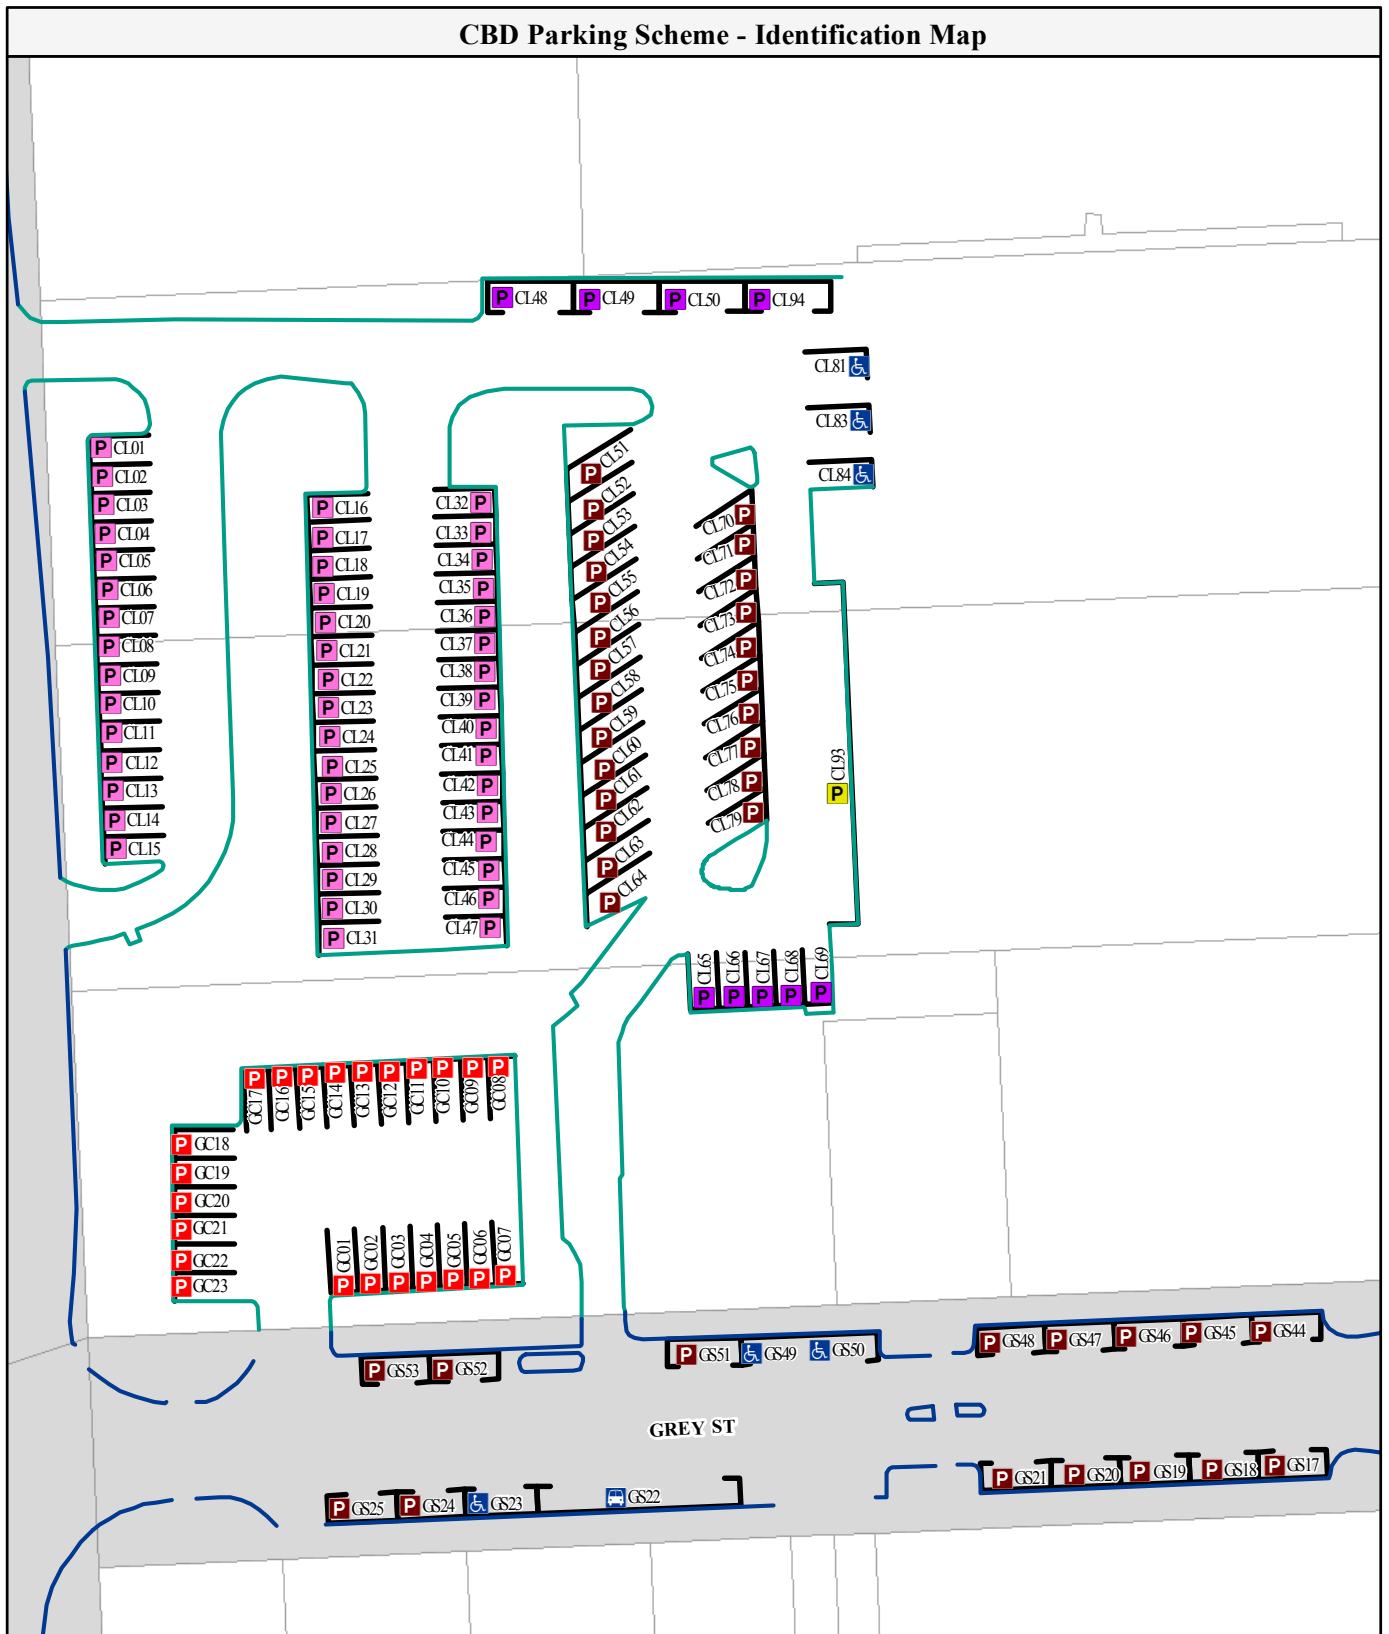 CBD Parking Scheme - Identification Map
P CL48
P CL49
P CL50
P CL94
CL81
CL83
CL84
P CL01
P CL02
P CL03
P CL04
P CL05
P CL06
P CL07
P CL08
P CL09
P CL10
P CL11
P CL12
P CL13
P CL14
P CL15
P CL16
P CL17
P CL18
P CL19
P CL20
P CL21
P CL22
P CL23
P CL24
P CL25
P CL26
P CL27
P CL28
P CL29
P CL30
P CL31
CL32 P
CL33 P
CL34 P
CL35 P
CL36 P
CL37 P
CL38 P
CL39 P
CL40 P
CL41 P
CL42 P
CL43 P
CL44 P
CL45 P
CL46 P
CL47 P
P CL51
P CL52
P CL53
P CL54
P CL55
P CL56
P CL57
P CL58
P CL59
P CL60
P CL61
P CL62
P CL63
P CL64
CL70 P
CL71 P
CL72 P
CL73 P
CL74 P
CL75 P
CL76 P
CL77 P
CL78 P
CL79 P
P CL93
P CL65
P CL66
P CL67
P CL68
P CL69
P GC17
P GC16
P GC15
P GC14
P GC13
P GC12
P GC11
P GC10
P GC09
P GC08
P GC18
P GC19
P GC20
P GC21
P GC22
P GC23
P GC01
P GC02
P GC03
P GC04
P GC05
P GC06
P GC07
P GS53
P GS52
P GS51
GS49
GS50
P GS48
P GS47
P GS46
P GS45
P GS44
GREY ST
P GS25
P GS24
GS23
GS22
P GS21
P GS20
P GS19
P GS18
P GS17